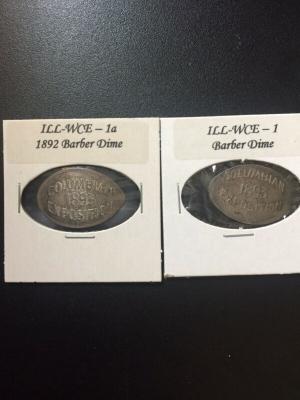 ILL-WCE – 1a
1892 Barber Dime
COLUMBIAN
1893
EXPOSITION
ILL-WCE – 1
Barber Dime
COLUMBIAN
1893
EXPOSITION